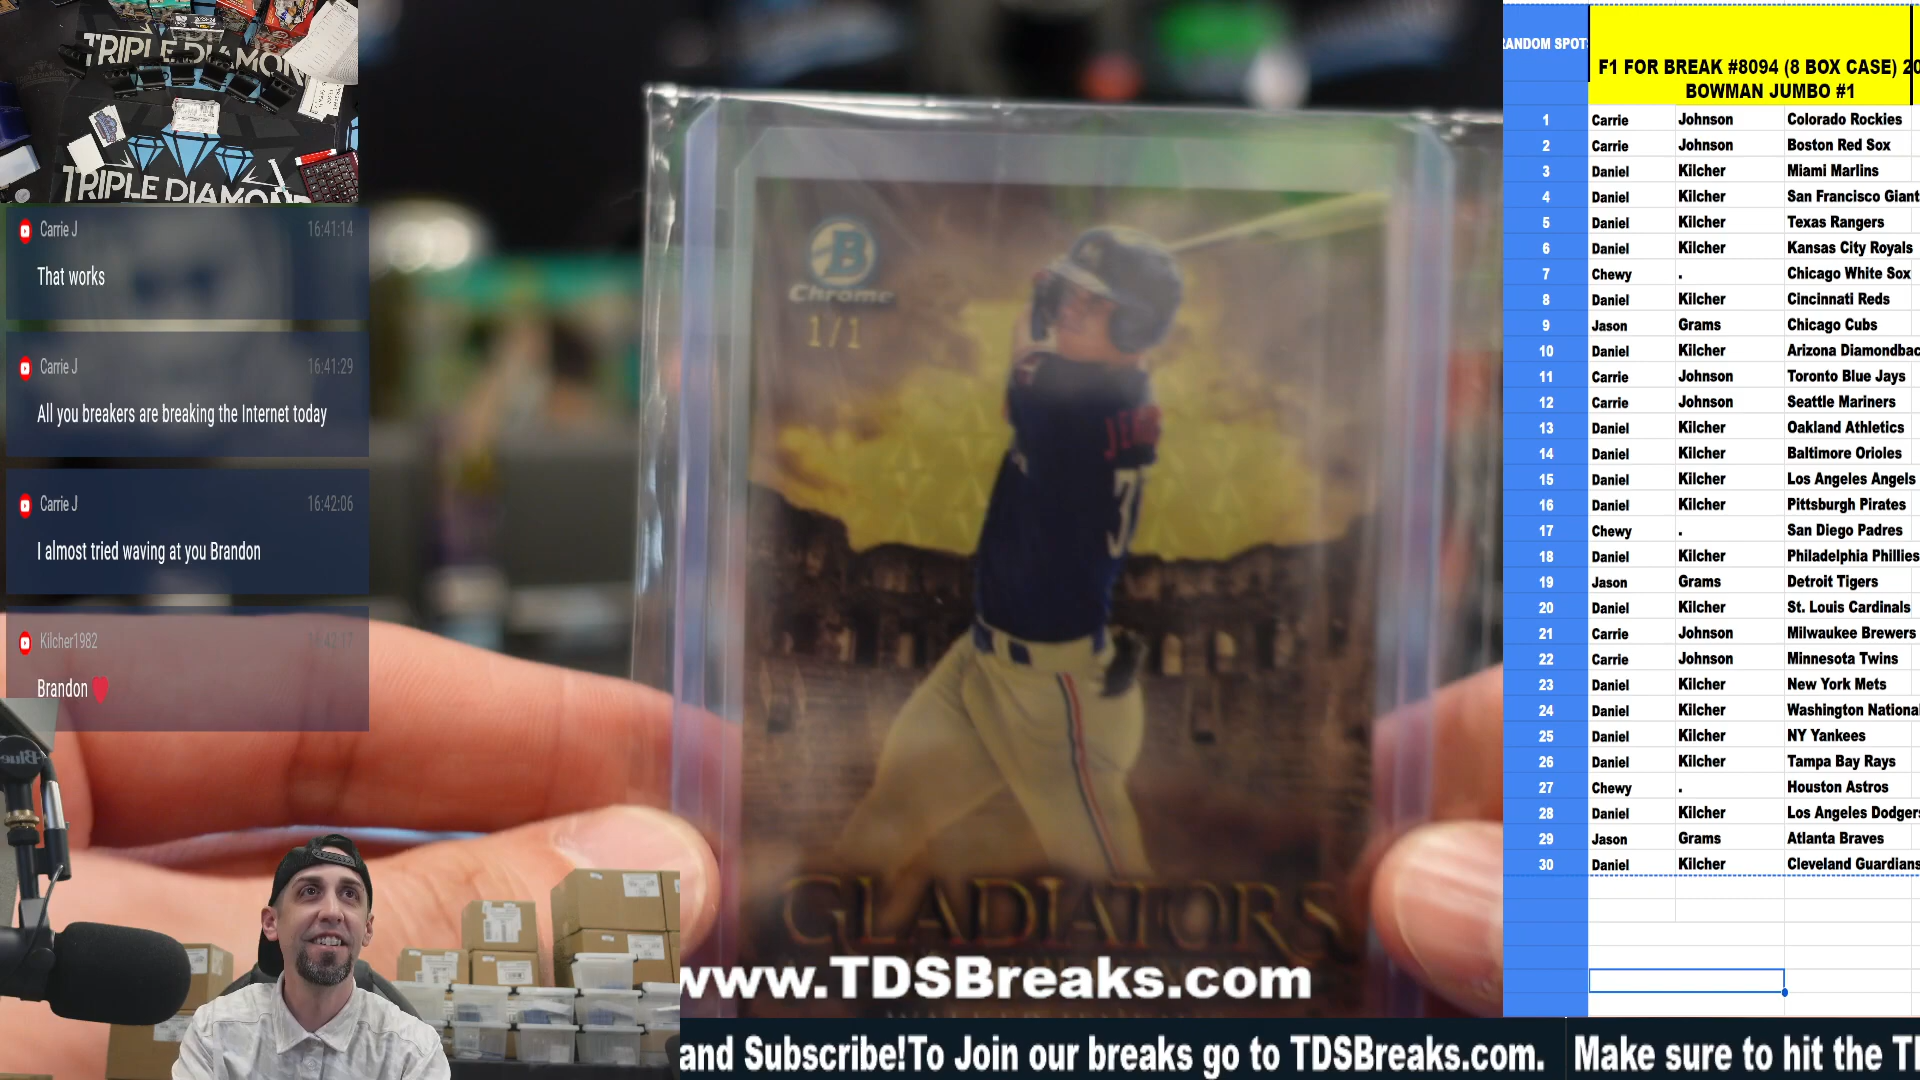 TRIPLE DIAMON
TRIPLE DIAMON
Carrie J 16:41:14
That works
Carrie J 16:41:29
All you breakers are breaking the Internet today
Carrie J 16:42:06
I almost tried waving at you Brandon
Kilcher1982 16:42:17
Brandon ❤
Blue
B
Chrome
1/1
GLADIATORS
www.TDSBreaks.com
and Subscribe!To Join our breaks go to TDSBreaks.com. Make sure to hit the
RANDOM SPOT
F1 FOR BREAK #8094 (8 BOX CASE) 20
BOWMAN JUMBO #1
1 Carrie Johnson Colorado Rockies
2 Carrie Johnson Boston Red Sox
3 Daniel Kilcher Miami Marlins
4 Daniel Kilcher San Francisco Giant
5 Daniel Kilcher Texas Rangers
6 Daniel Kilcher Kansas City Royals
7 Chewy . Chicago White Sox
8 Daniel Kilcher Cincinnati Reds
9 Jason Grams Chicago Cubs
10 Daniel Kilcher Arizona Diamondbac
11 Carrie Johnson Toronto Blue Jays
12 Carrie Johnson Seattle Mariners
13 Daniel Kilcher Oakland Athletics
14 Daniel Kilcher Baltimore Orioles
15 Daniel Kilcher Los Angeles Angels
16 Daniel Kilcher Pittsburgh Pirates
17 Chewy . San Diego Padres
18 Daniel Kilcher Philadelphia Phillies
19 Jason Grams Detroit Tigers
20 Daniel Kilcher St. Louis Cardinals
21 Carrie Johnson Milwaukee Brewers
22 Carrie Johnson Minnesota Twins
23 Daniel Kilcher New York Mets
24 Daniel Kilcher Washington National
25 Daniel Kilcher NY Yankees
26 Daniel Kilcher Tampa Bay Rays
27 Chewy . Houston Astros
28 Daniel Kilcher Los Angeles Dodger
29 Jason Grams Atlanta Braves
30 Daniel Kilcher Cleveland Guardians